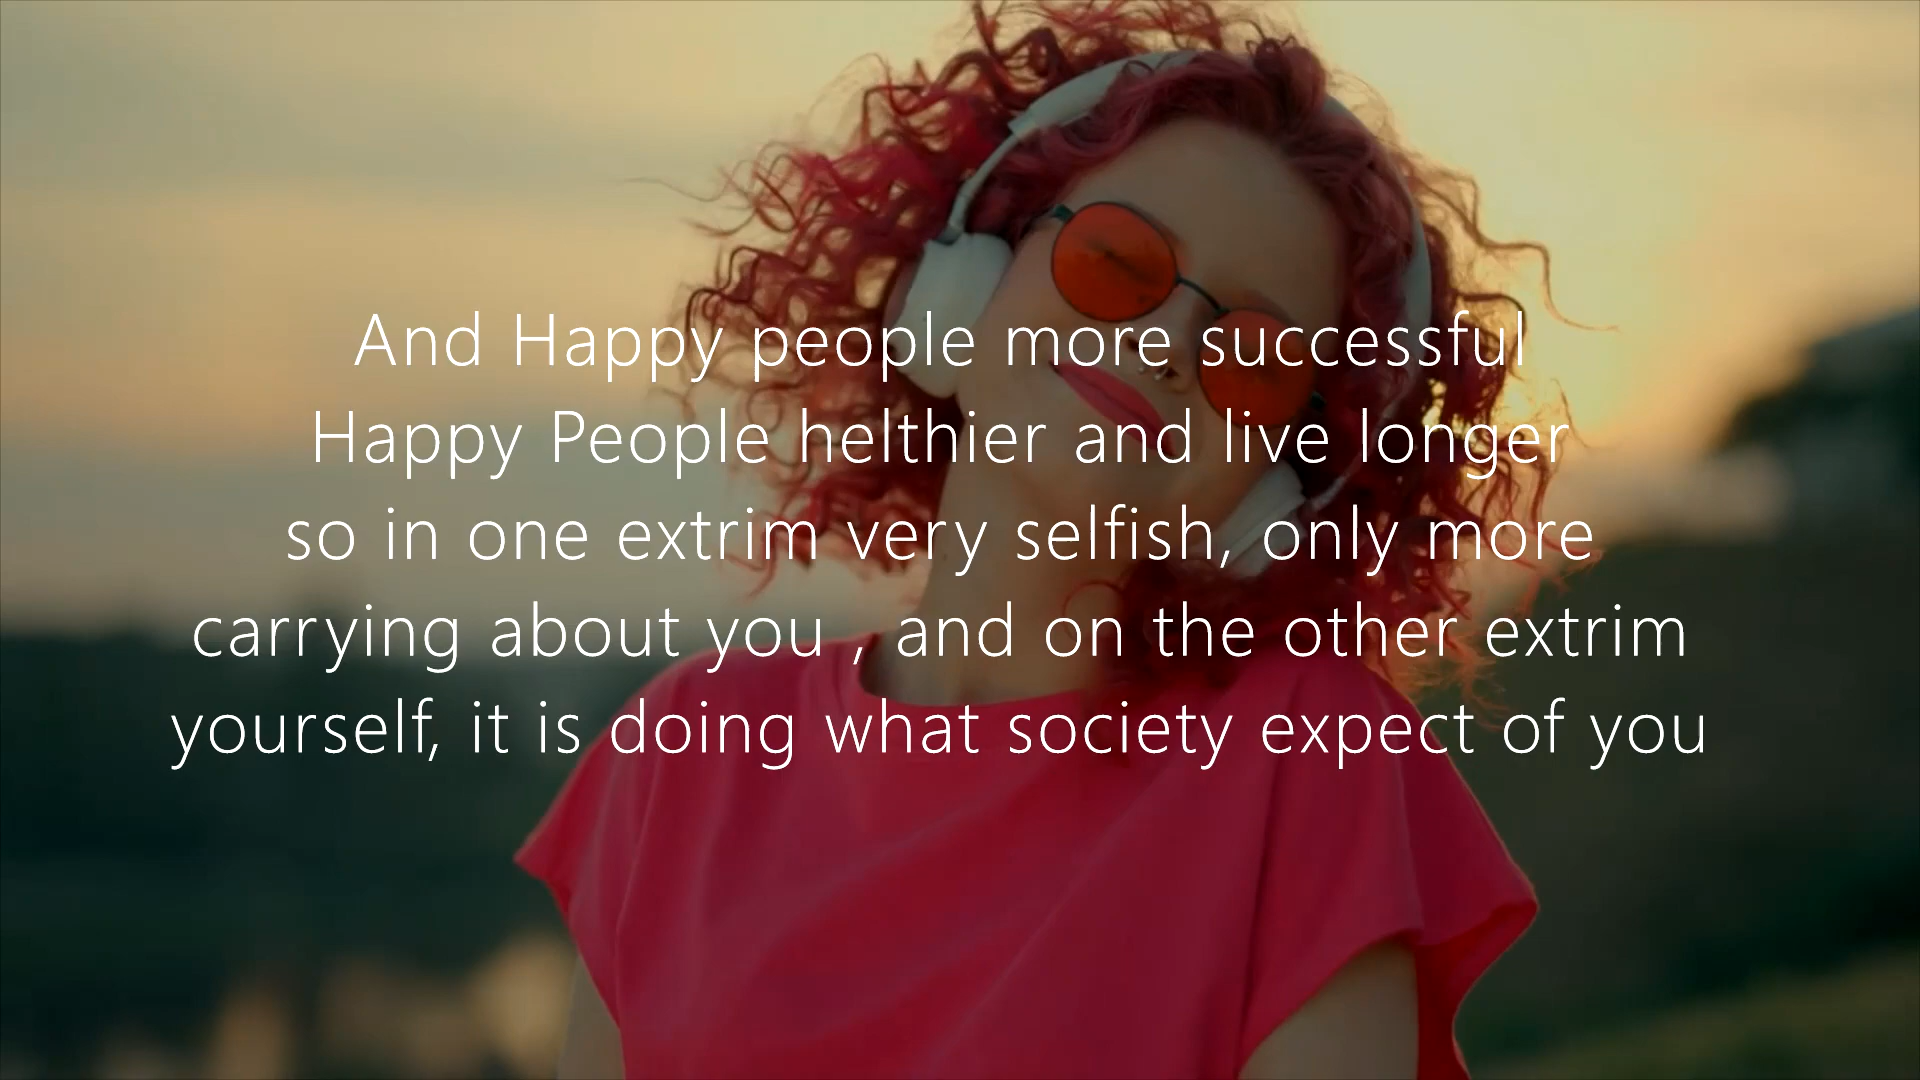 And Happy people more successful
Happy People helthier and live longer
so in one extrim very selfish, only more
carrying about you , and on the other extrim
yourself, it is doing what society expect of you